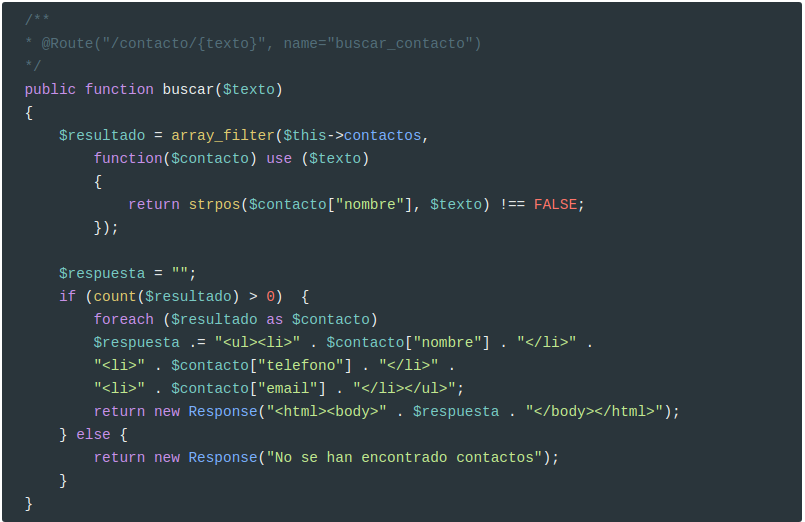 /**
* @Route("/contacto/{texto}", name="buscar_contacto")
*/
public function buscar($texto)
{
    $resultado = array_filter($this->contactos,
        function($contacto) use ($texto)
        {
            return strpos($contacto["nombre"], $texto) !== FALSE;
        });

    $respuesta = "";
    if (count($resultado) > 0)  {
        foreach ($resultado as $contacto)
        $respuesta .= "<ul><li>" . $contacto["nombre"] . "</li>" .
        "<li>" . $contacto["telefono"] . "</li>" .
        "<li>" . $contacto["email"] . "</li></ul>";
        return new Response("<html><body>" . $respuesta . "</body></html>");
    } else {
        return new Response("No se han encontrado contactos");
    }
}